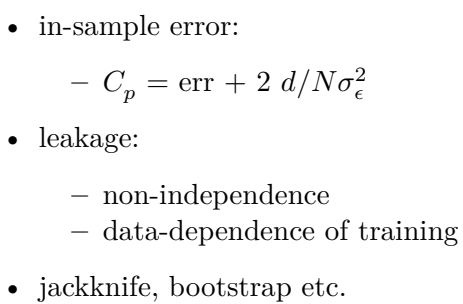 • in-sample error:
– C_p = err + 2 d/Nσ_ϵ^2
• leakage:
– non-independence
– data-dependence of training
• jackknife, bootstrap etc.